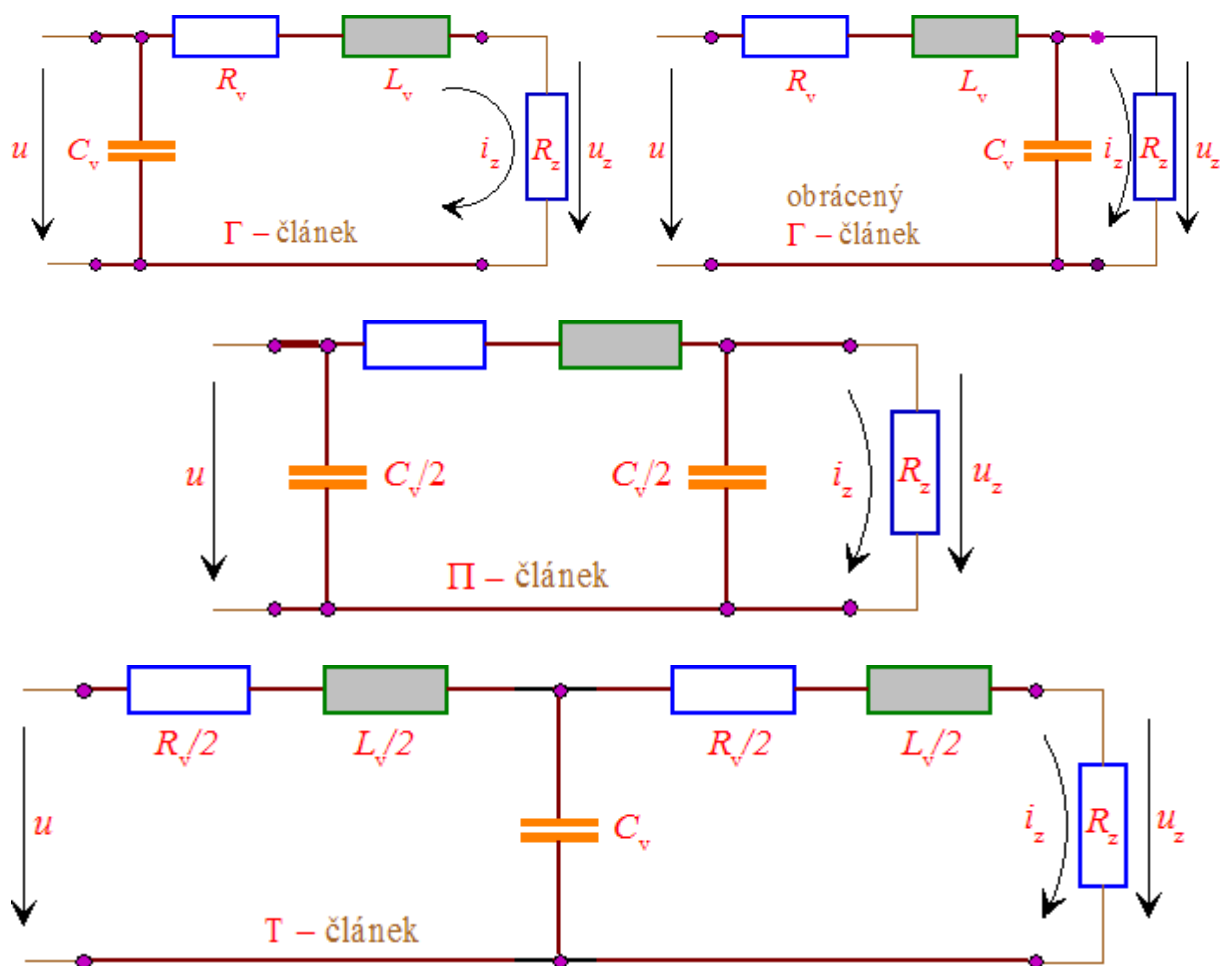 R_v
L_v
u
C_v
i_z
R_z
u_z
Γ – článek
R_v
L_v
u
C_v
i_z
R_z
u_z
obrácený
Γ – článek
u
C_v/2
C_v/2
i_z
R_z
u_z
Π – článek
R_v/2
L_v/2
R_v/2
L_v/2
u
C_v
i_z
R_z
u_z
T – článek